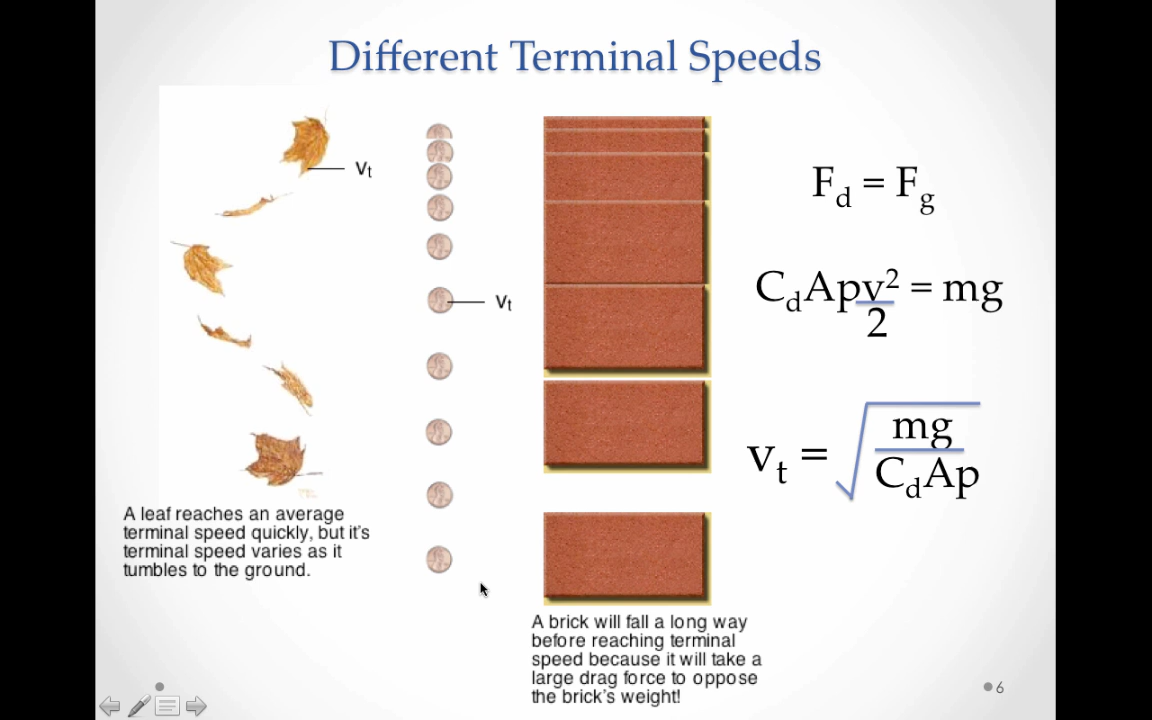 Different Terminal Speeds
vt
vt
A leaf reaches an average
terminal speed quickly, but it's
terminal speed varies as it
tumbles to the ground.
A brick will fall a long way
before reaching terminal
speed because it will take a
large drag force to oppose
the brick's weight!
Fd = Fg
CdApv² = mg
2
vt = √
mg
CdAp
6